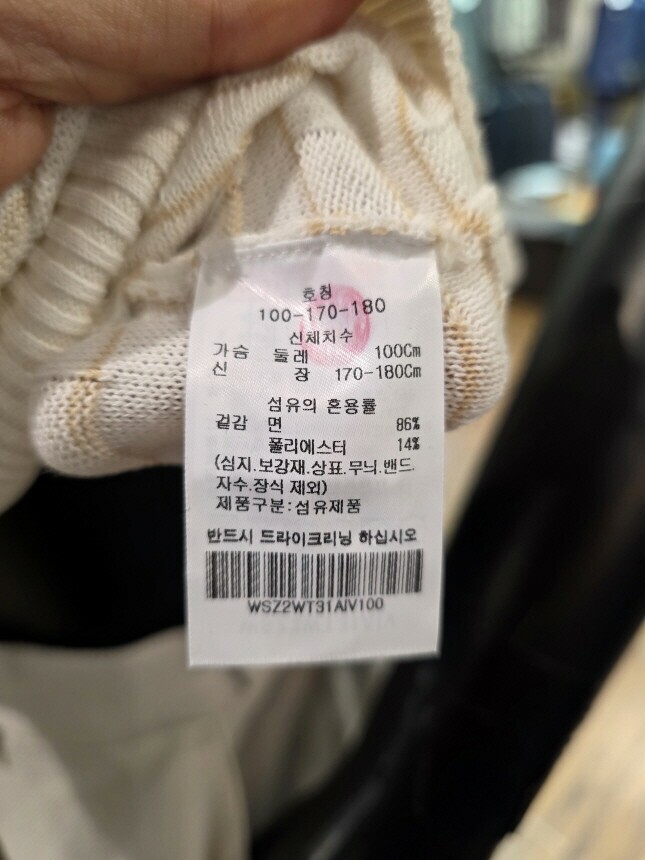 호칭
100-170-180
신체치수
가슴 둘레 100Cm
신 장 170-180Cm
섬유의 혼용률
겉감 면 86%
폴리에스터 14%
(심지.보강재.상표.무늬.밴드.
자수.장식 제외)
제품구분:섬유제품
반드시 드라이크리닝 하십시오
WSZ2WT91AIV100